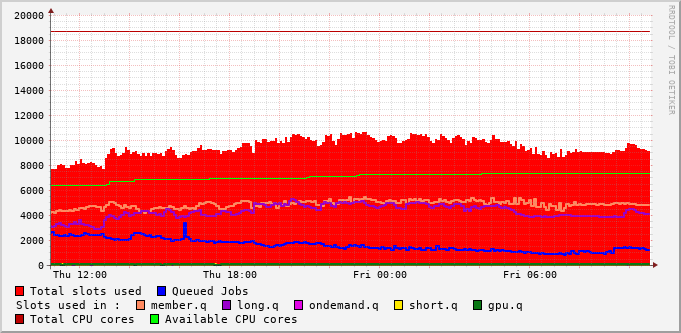 20000
18000
16000
14000
12000
10000
8000
6000
4000
2000
0
Thu 12:00 Thu 18:00 Fri 00:00 Fri 06:00
RRDTOOL / TOBI OETIKER
Total slots used Queued Jobs
Slots used in : member.q long.q ondemand.q short.q gpu.q
Total CPU cores Available CPU cores